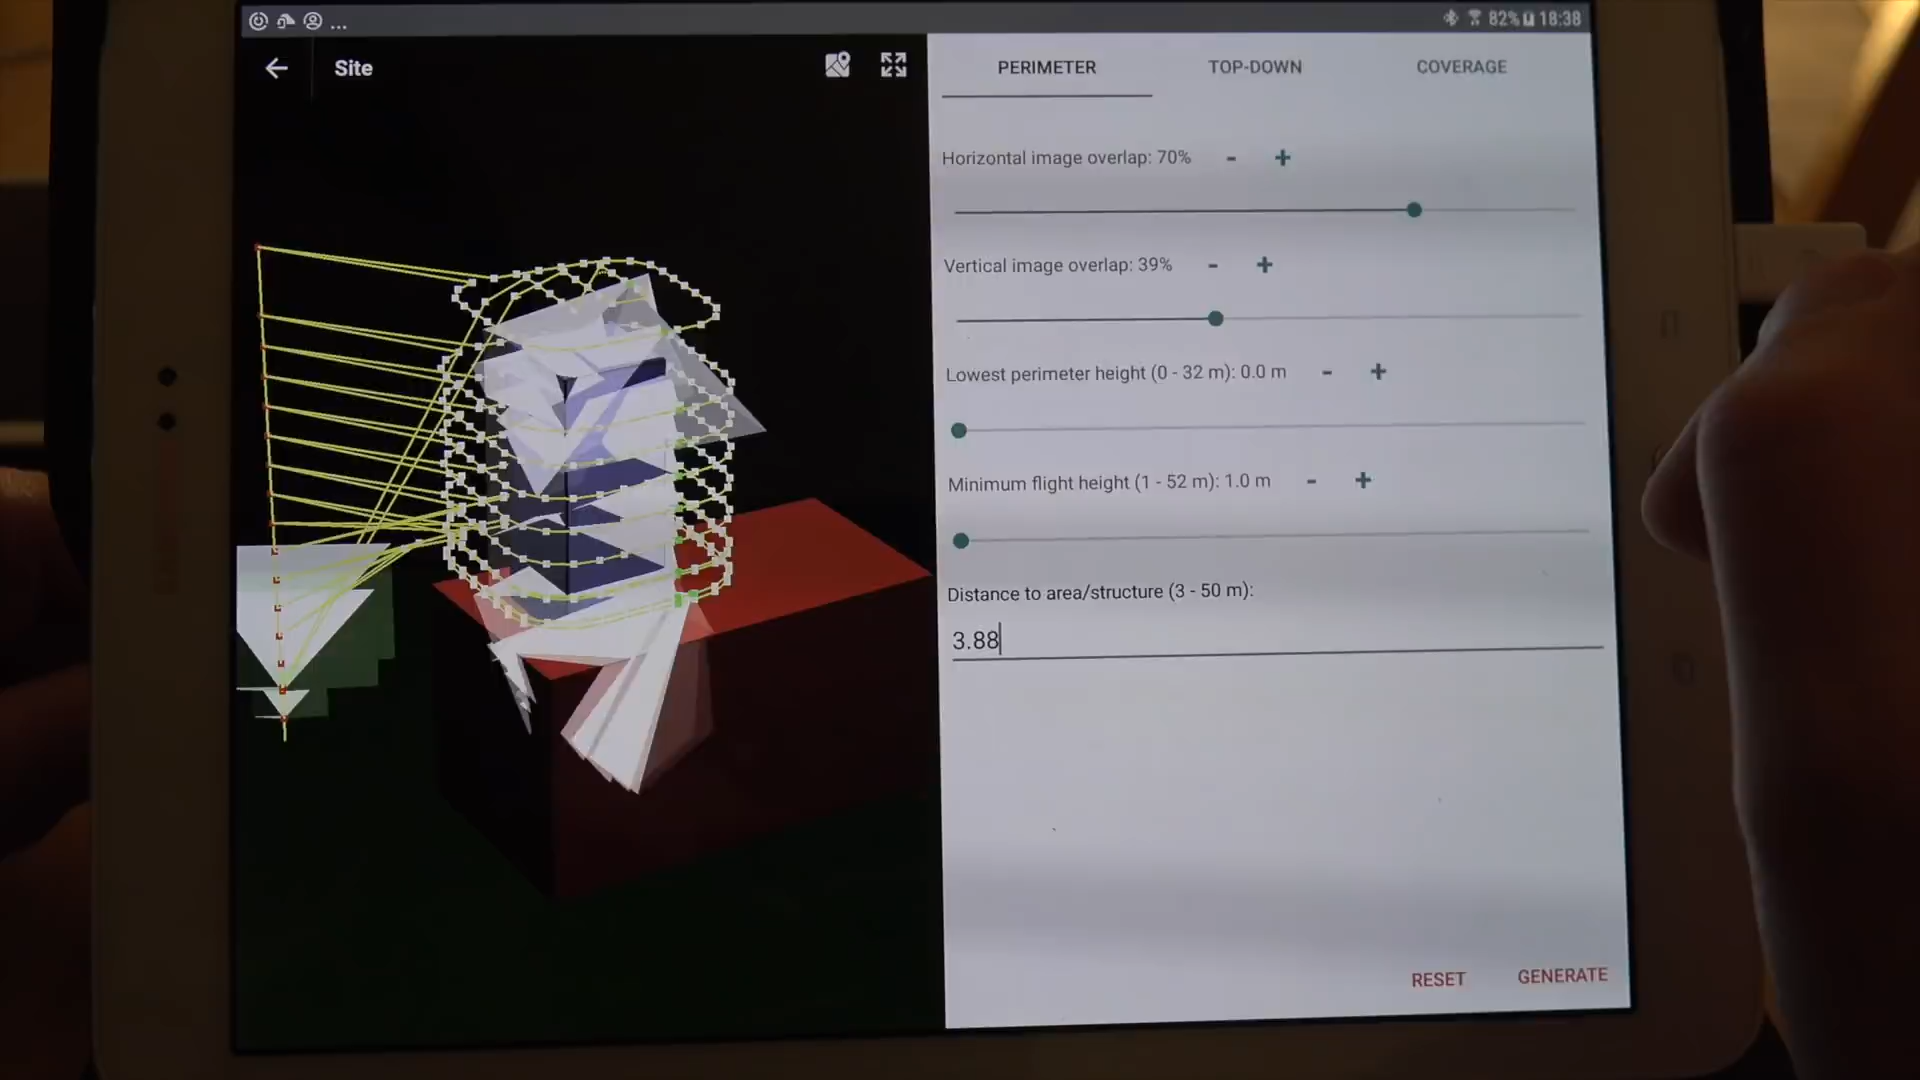 ...
82% 18:38
Site
PERIMETER
TOP-DOWN
COVERAGE
Horizontal image overlap: 70% - +
Vertical image overlap: 39% - +
Lowest perimeter height (0 - 32 m): 0.0 m - +
Minimum flight height (1 - 52 m): 1.0 m - +
Distance to area/structure (3 - 50 m):
3.88
RESET
GENERATE